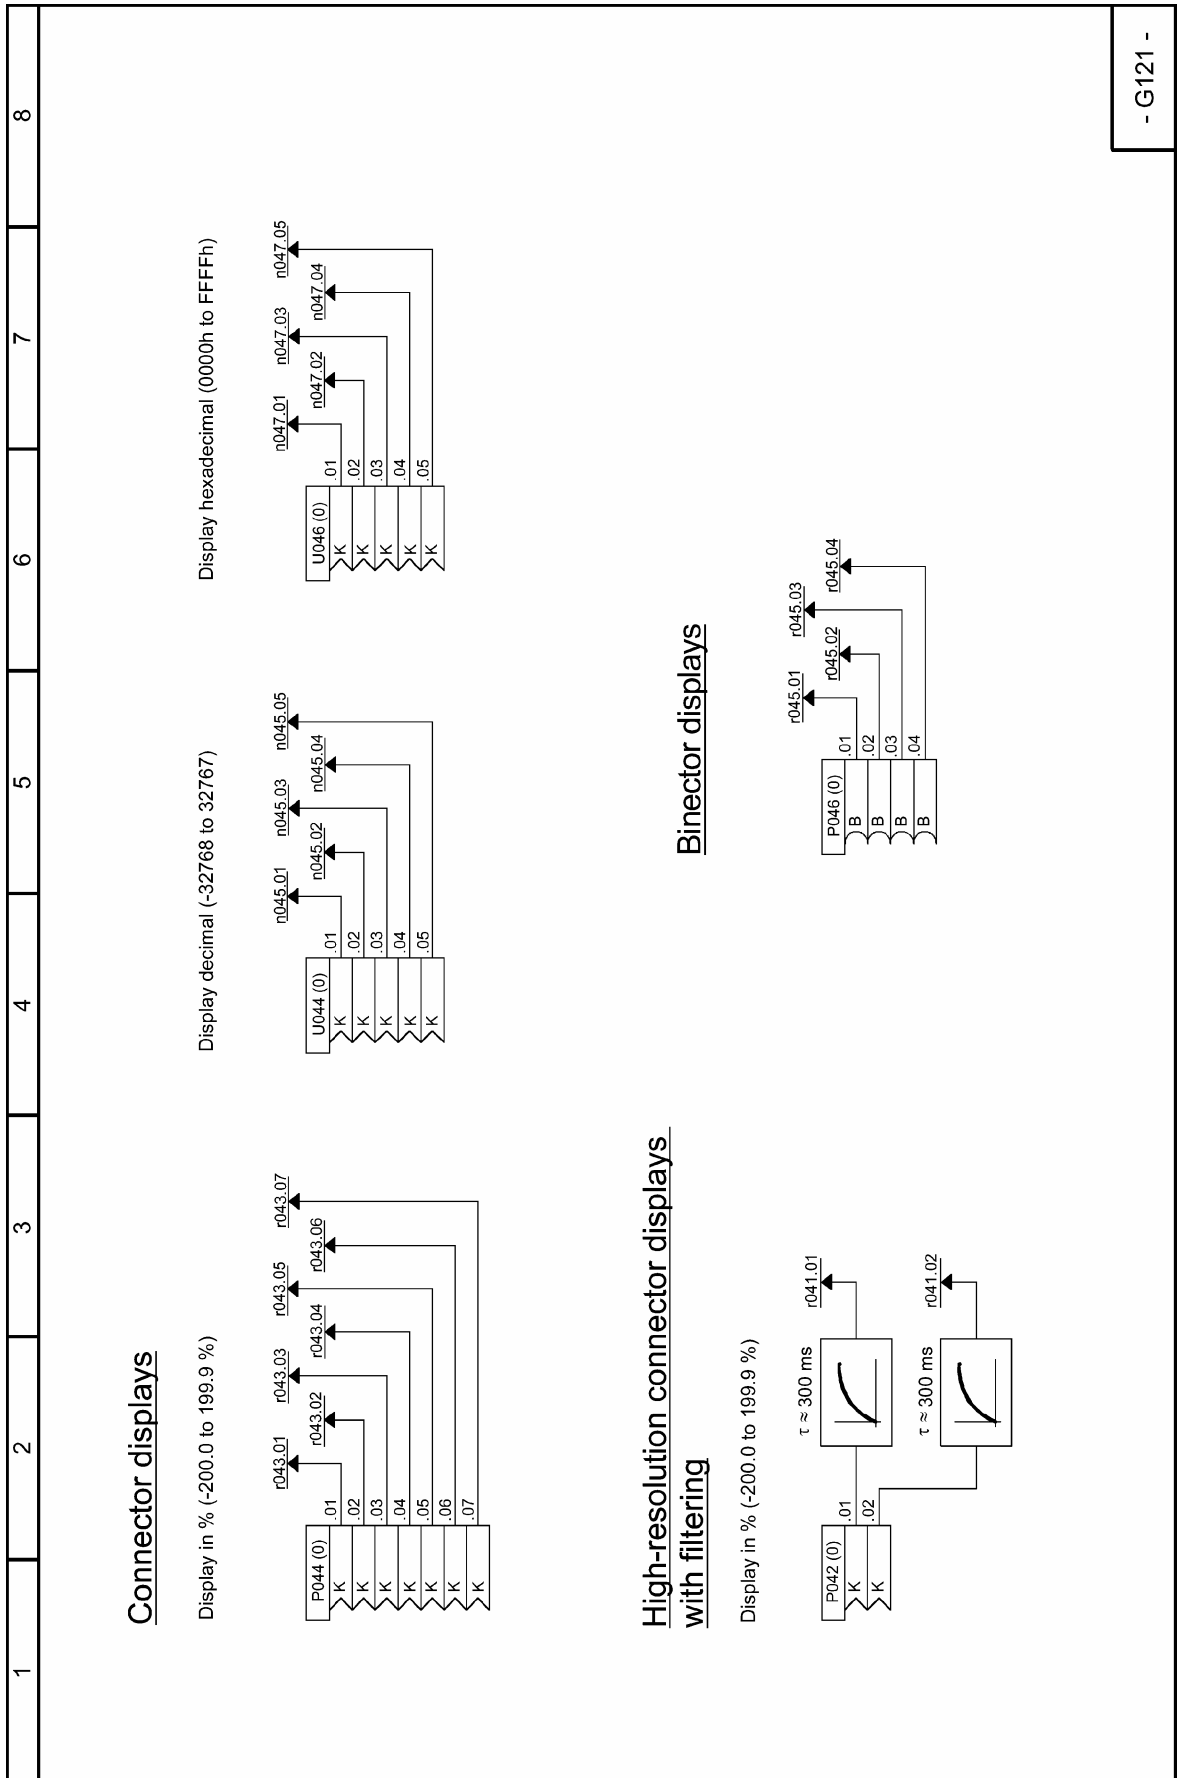 1
2
3
4
5
6
7
8
Connector displays
Display in % (-200.0 to 199.9 %)
r043.01
r043.03
r043.05
r043.07
r043.02
r043.04
r043.06
P044 (0)
K .01
K .02
K .03
K .04
K .05
K .06
K .07
Display decimal (-32768 to 32767)
n045.01
n045.03
n045.05
n045.02
n045.04
U044 (0)
K .01
K .02
K .03
K .04
K .05
Display hexadecimal (0000h to FFFFh)
n047.01
n047.03
n047.05
n047.02
n047.04
U046 (0)
K .01
K .02
K .03
K .04
K .05
High-resolution connector displays
with filtering
Display in % (-200.0 to 199.9 %)
τ ≈ 300 ms
r041.01
P042 (0)
K .01
K .02
τ ≈ 300 ms
r041.02
Binector displays
r045.01
r045.03
r045.02
r045.04
P046 (0)
B .01
B .02
B .03
B .04
- G121 -